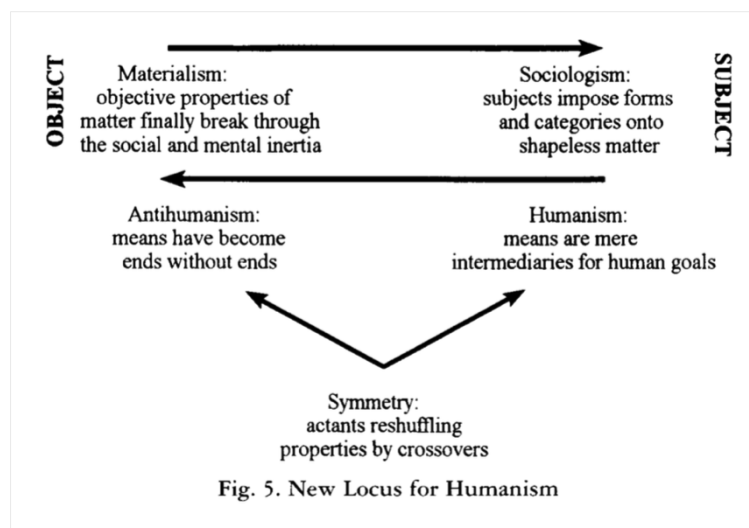 OBJECT
Materialism:
objective properties of
matter finally break through
the social and mental inertia
Sociologism:
subjects impose forms
and categories onto
shapeless matter
SUBJECT
Antihumanism:
means have become
ends without ends
Humanism:
means are mere
intermediaries for human goals
Symmetry:
actants reshuffling
properties by crossovers
Fig. 5. New Locus for Humanism